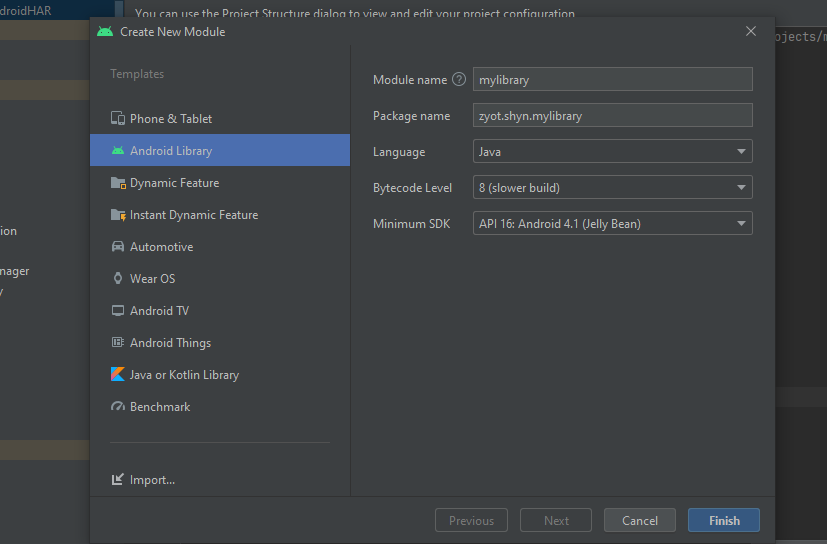 droidHAR
You can use the Project Structure dialog to view and edit your project configuration
Create New Module
ojects/m
Templates
Phone & Tablet
Android Library
Dynamic Feature
Instant Dynamic Feature
Automotive
Wear OS
Android TV
Android Things
Java or Kotlin Library
Benchmark
Import...
Module name ? mylibrary
Package name zyot.shyn.mylibrary
Language Java
Bytecode Level 8 (slower build)
Minimum SDK API 16: Android 4.1 (Jelly Bean)
ion
nager
y
Previous Next Cancel Finish